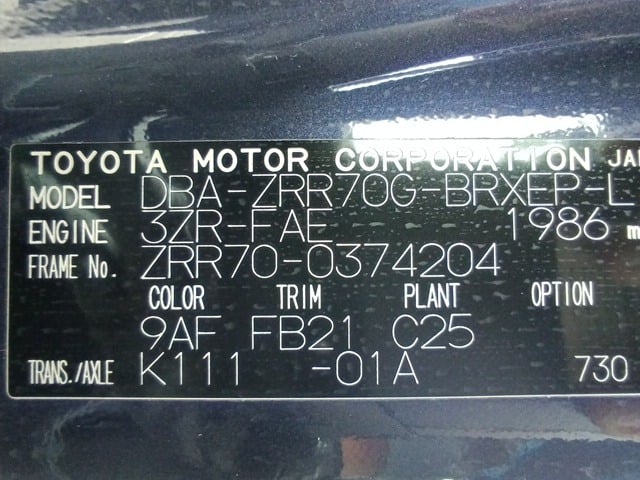 TOYOTA MOTOR CORPORATION JA
MODEL DBA-ZRR70G-BRXEP-L
ENGINE 3ZR-FAE 1986 m
FRAME No. ZRR70-0374204
COLOR TRIM PLANT OPTION
9AF FB21 C25
TRANS./AXLE K111 -01A 730